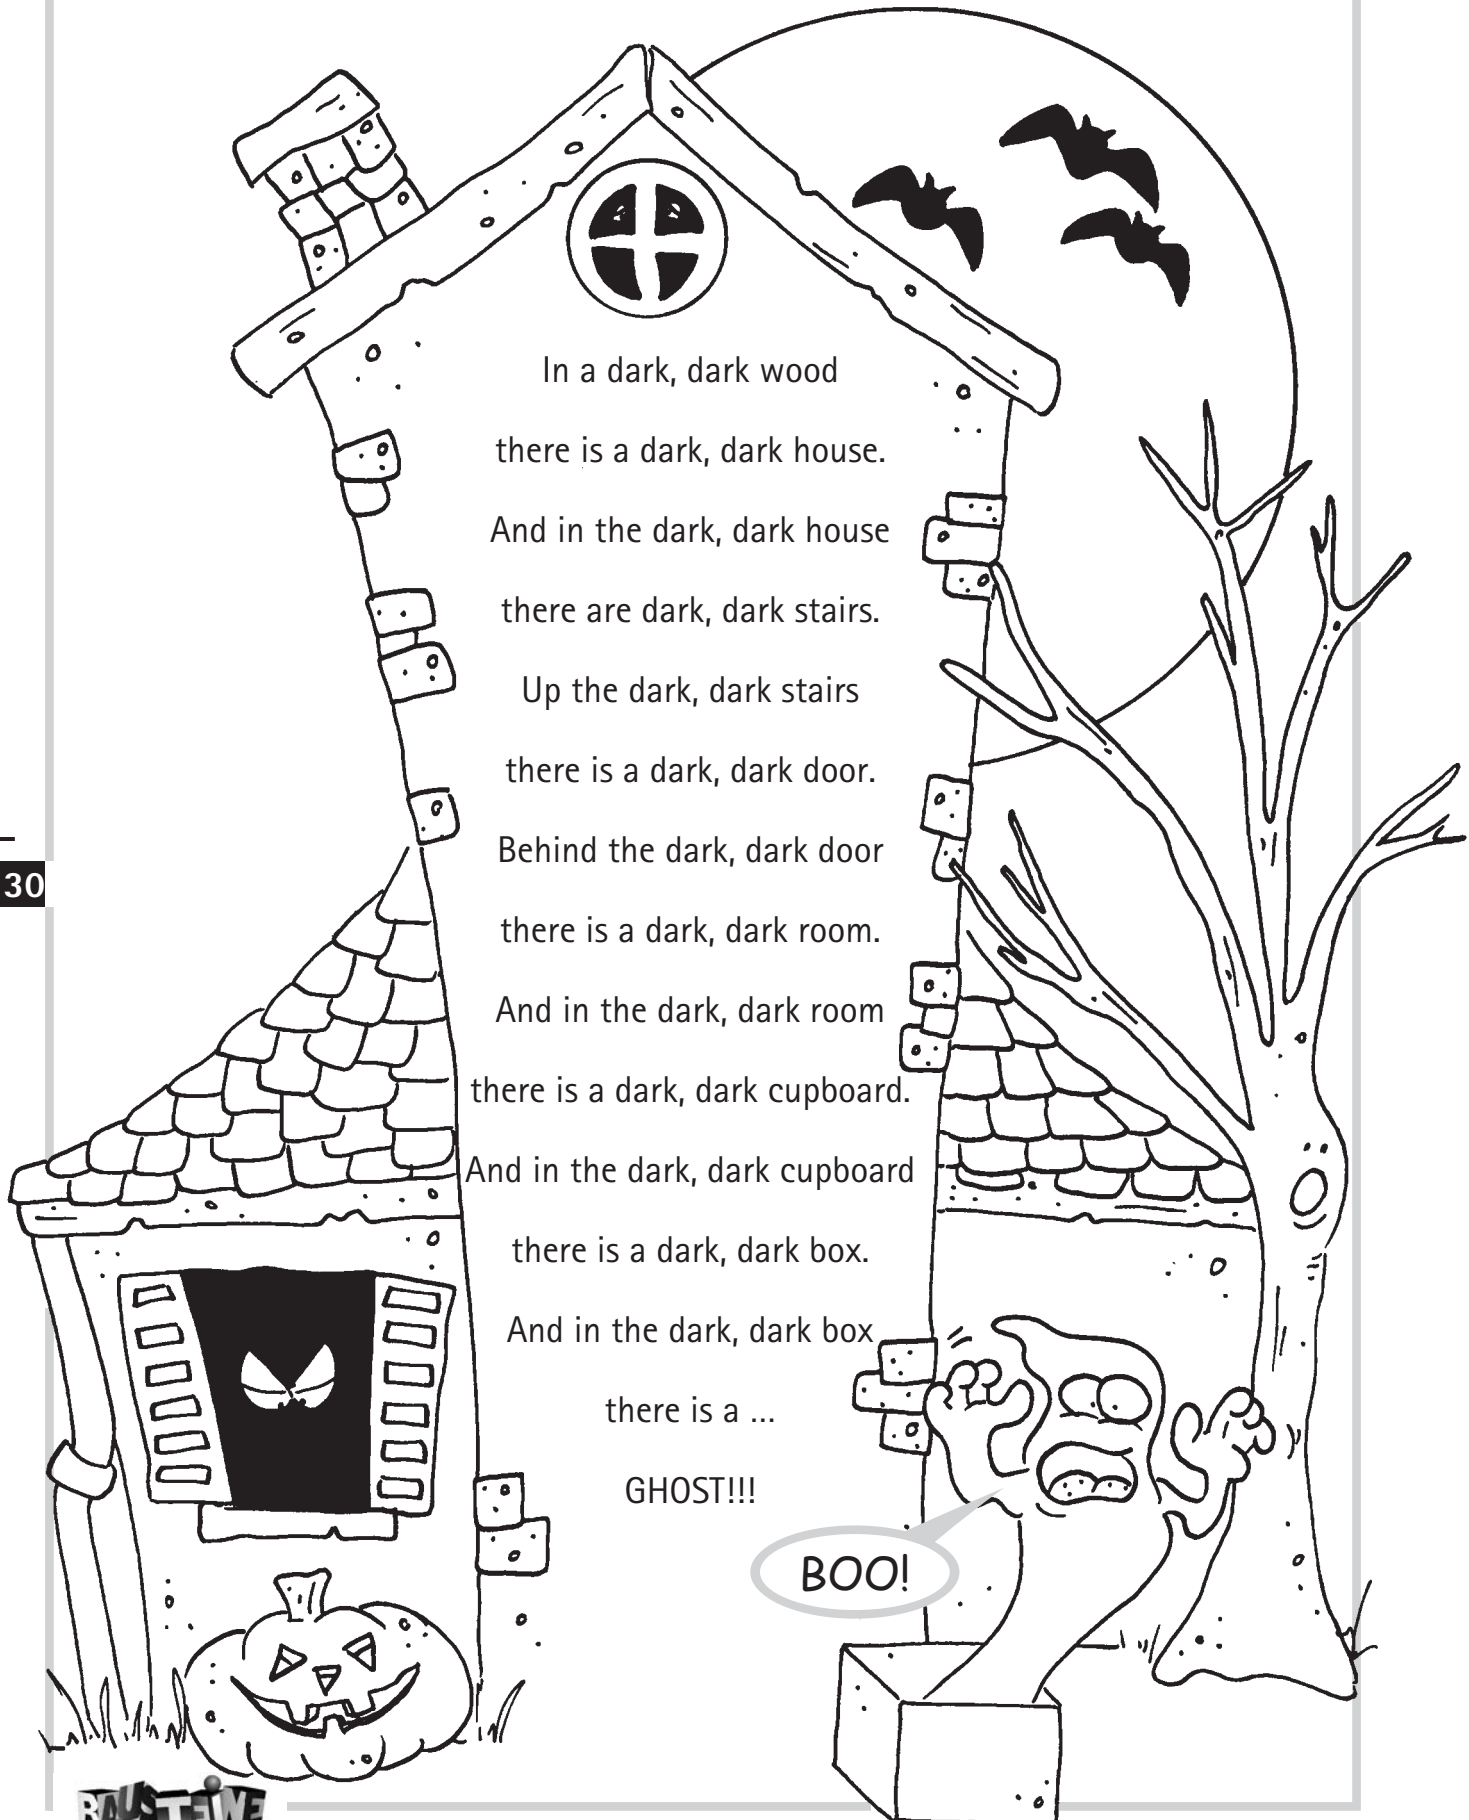 In a dark, dark wood
there is a dark, dark house.
And in the dark, dark house
there are dark, dark stairs.
Up the dark, dark stairs
there is a dark, dark door.
Behind the dark, dark door
there is a dark, dark room.
And in the dark, dark room
there is a dark, dark cupboard.
And in the dark, dark cupboard
there is a dark, dark box.
And in the dark, dark box
there is a ...
GHOST!!!
BOO!
30
BAUSTEINE